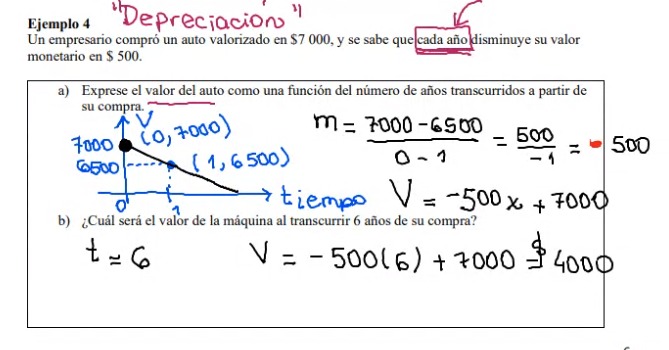 "Depreciacion"
Ejemplo 4
Un empresario compró un auto valorizado en $7 000, y se sabe que cada año disminuye su valor
monetario en $ 500.
a) Exprese el valor del auto como una función del número de años transcurridos a partir de
su compra.
V
7000 (0, 7000)
6500 (1, 6500)
0 1 tiempo
m = 7000 - 6500 / 0 - 1 = 500 / -1 = - 500
V = -500x + 7000
b) ¿Cuál será el valor de la máquina al transcurrir 6 años de su compra?
t = 6 V = - 500(6) + 7000 = $ 4000